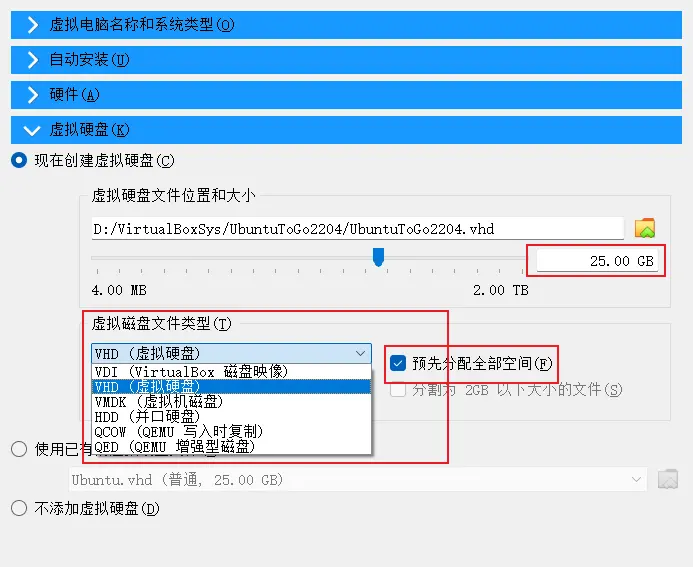 虚拟电脑名称和系统类型(O)
自动安装(U)
硬件(A)
虚拟硬盘(K)
现在创建虚拟硬盘(C)
虚拟硬盘文件位置和大小
D:/VirtualBoxSys/UbuntuToGo2204/UbuntuToGo2204.vhd
25.00 GB
4.00 MB 2.00 TB
虚拟磁盘文件类型(T)
VHD (虚拟硬盘)
预先分配全部空间(F)
VDI (VirtualBox 磁盘映像)
VHD (虚拟硬盘)
分割为 2GB 以下大小的文件(S)
VMDK (虚拟机磁盘)
HDD (并口硬盘)
QCOW (QEMU 写入时复制)
QED (QEMU 增强型磁盘)
使用已有
Ubuntu.vhd (普通, 25.00 GB)
不添加虚拟硬盘(D)